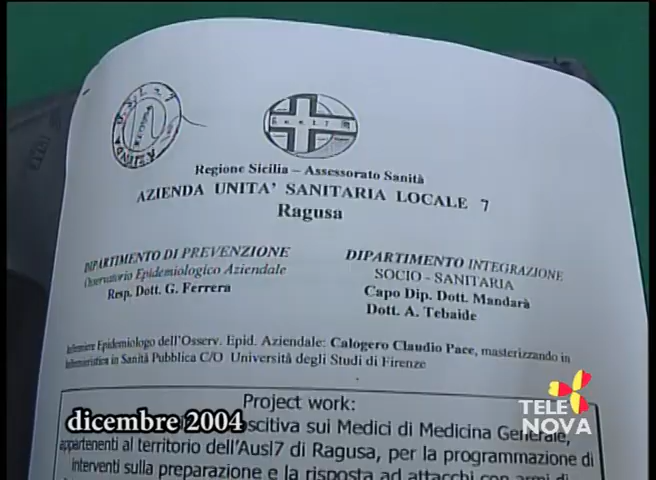 Regione Sicilia – Assessorato Sanità
AZIENDA UNITA' SANITARIA LOCALE 7
Ragusa
DIPARTIMENTO DI PREVENZIONE
Osservatorio Epidemiologico Aziendale
Resp. Dott. G. Ferrera
DIPARTIMENTO INTEGRAZIONE
SOCIO - SANITARIA
Capo Dip. Dott. Mandarà
Dott. A. Tebaide
Infermiere Epidemiologo dell'Osserv. Epid. Aziendale: Calogero Claudio Pace, masterizzando in
Infermieristica in Sanità Pubblica C/O Università degli Studi di Firenze
Project work:
scitiva sui Medici di Medicina Generale,
appartenenti al territorio dell'Ausl7 di Ragusa, per la programmazione di
interventi sulla preparazione e la risposta ad attacchi con armi di
dicembre 2004
TELE
NOVA